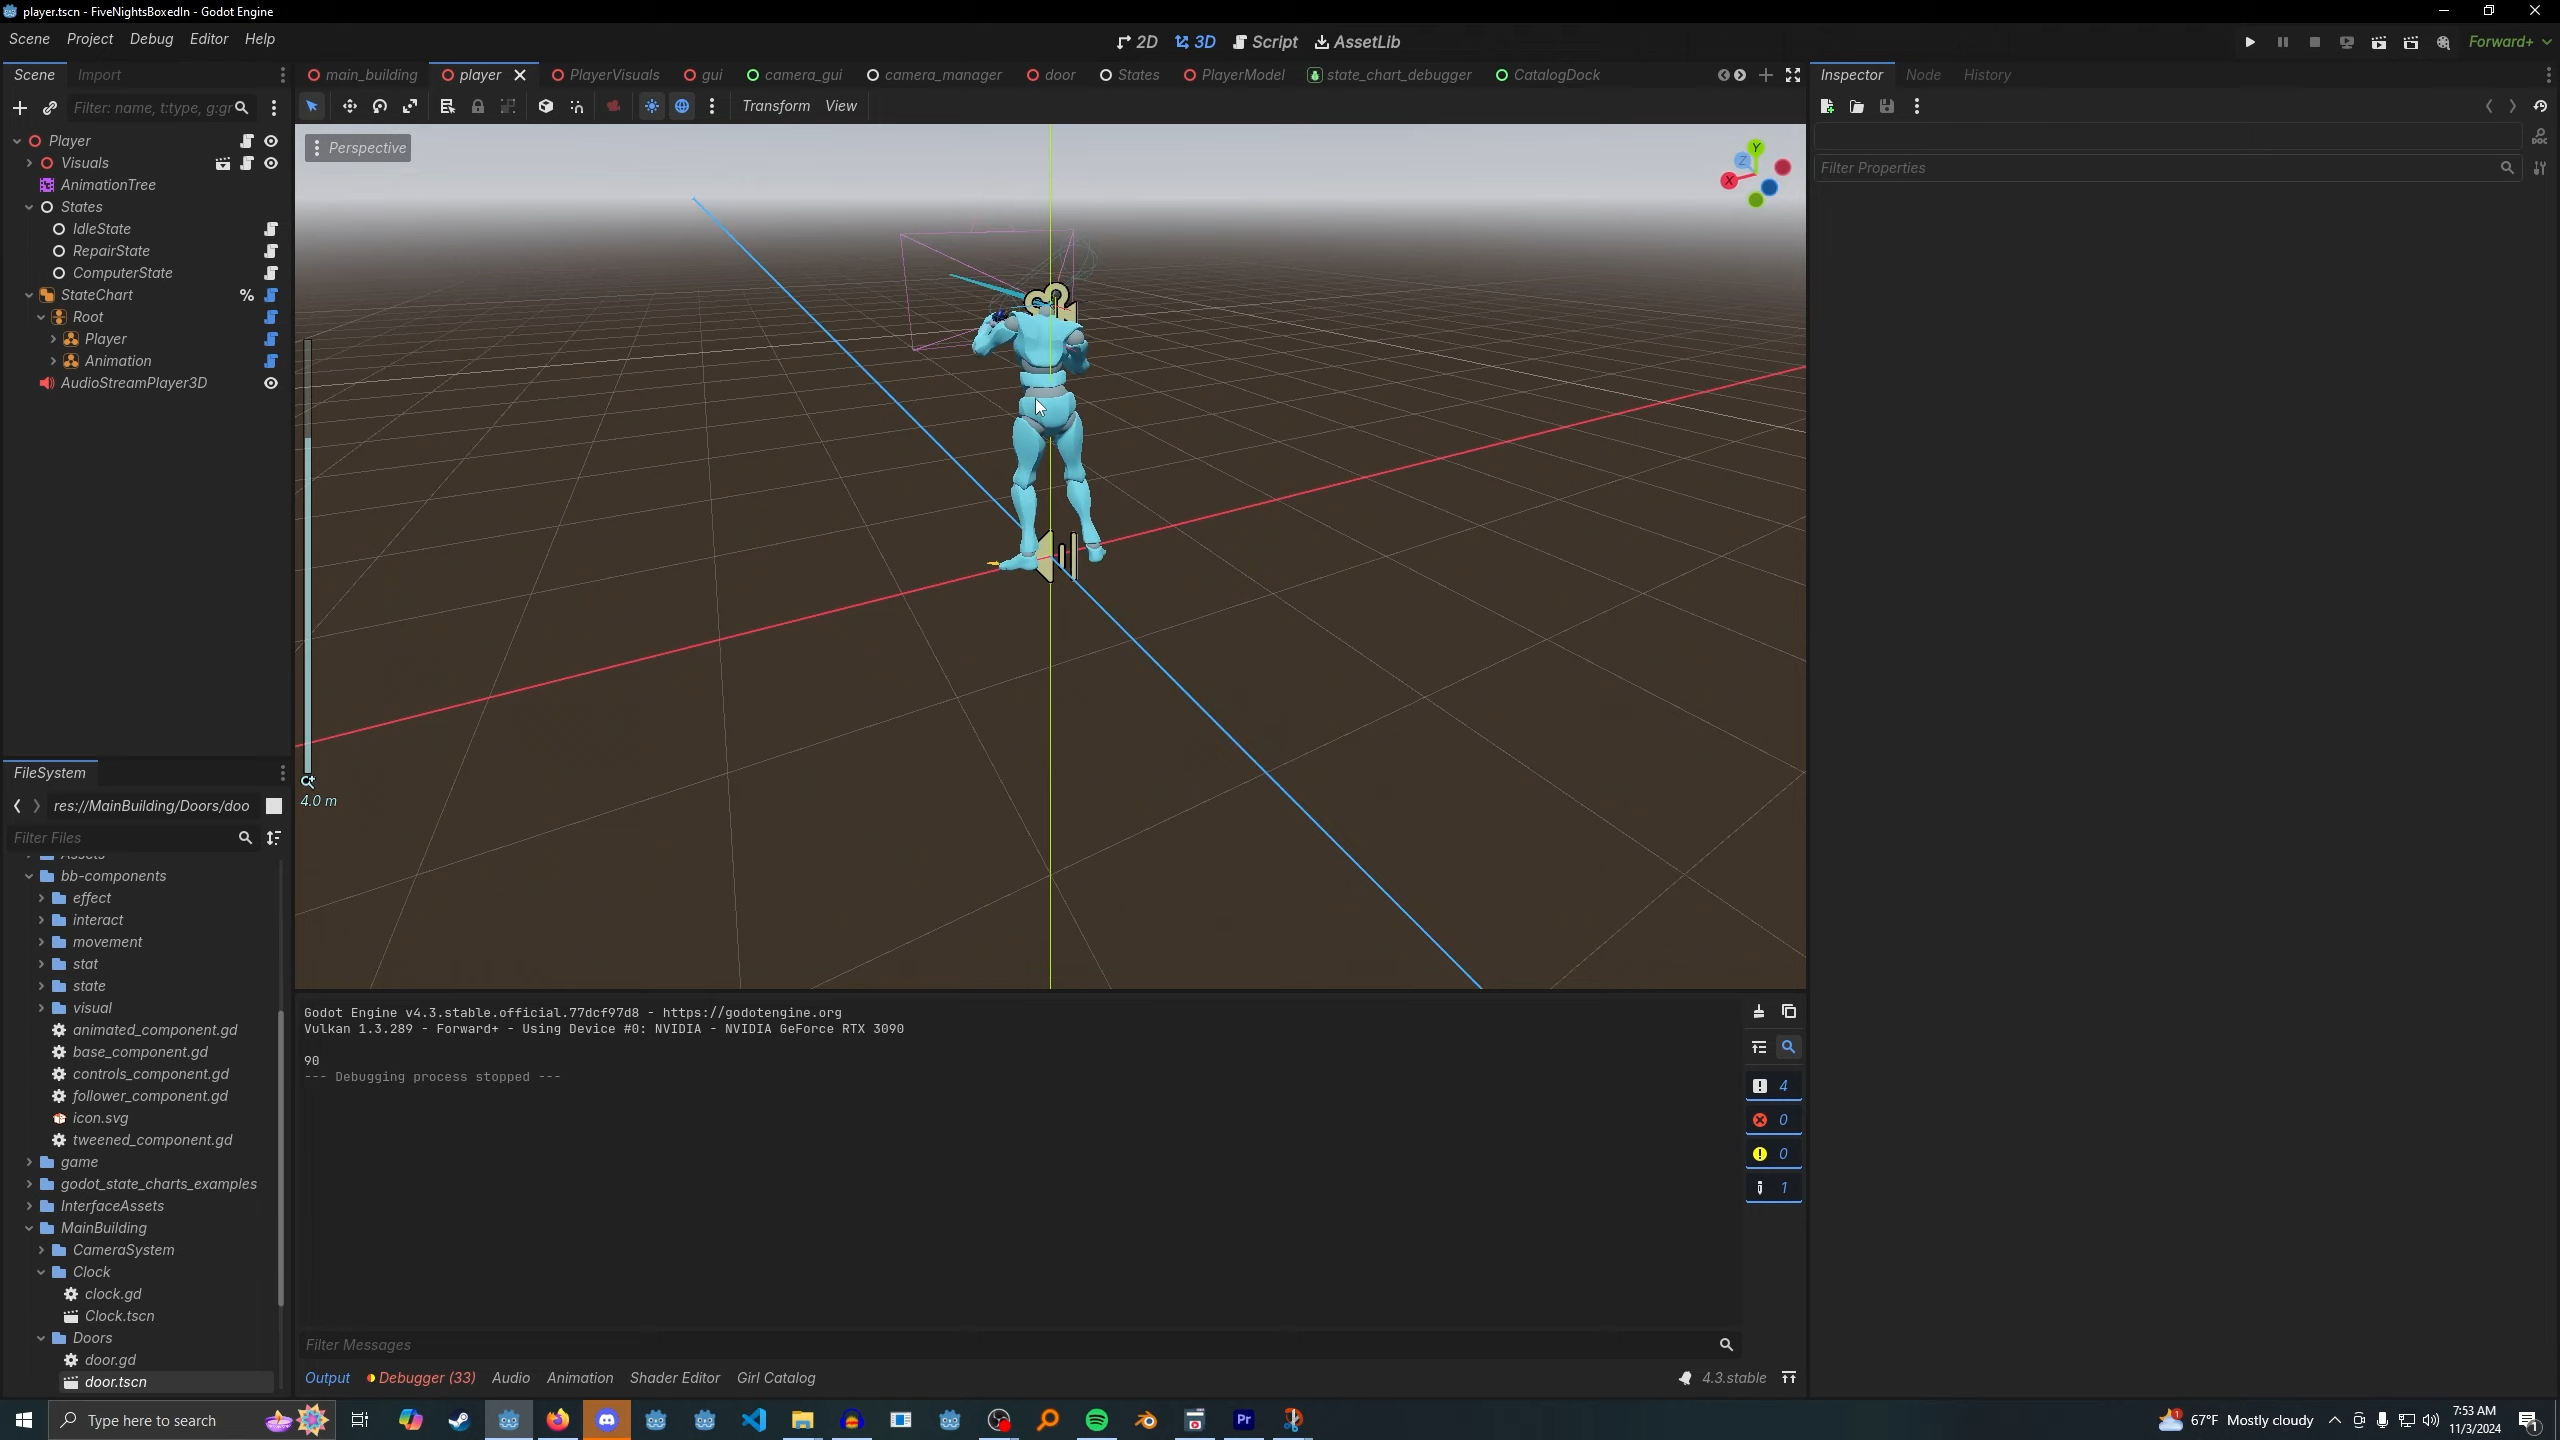 player.tscn - FiveNightsBoxedIn - Godot Engine
Scene Project Debug Editor Help
2D 3D Script AssetLib
Forward+
Scene Import
main_building player PlayerVisuals gui camera_gui camera_manager door States PlayerModel state_chart_debugger CatalogDock
Inspector Node History
Filter: name, t:type, g:gr
Transform View
Player
Visuals
AnimationTree
States
IdleState
RepairState
ComputerState
StateChart
%
Root
Player
Animation
AudioStreamPlayer3D
Perspective
Y
Z
X
4.0 m
Filter Properties
FileSystem
res://MainBuilding/Doors/doo
Filter Files
Assets
bb-components
effect
interact
movement
stat
state
visual
animated_component.gd
base_component.gd
controls_component.gd
follower_component.gd
icon.svg
tweened_component.gd
game
godot_state_charts_examples
InterfaceAssets
MainBuilding
CameraSystem
Clock
clock.gd
Clock.tscn
Doors
door.gd
door.tscn
Godot Engine v4.3.stable.official.77dcf97d8 - https://godotengine.org
Vulkan 1.3.289 - Forward+ - Using Device #0: NVIDIA - NVIDIA GeForce RTX 3090
90
--- Debugging process stopped ---
4
0
0
1
Filter Messages
Output Debugger (33) Audio Animation Shader Editor Girl Catalog
4.3.stable
Type here to search
Pr
1
67°F Mostly cloudy
7:53 AM
11/3/2024
1